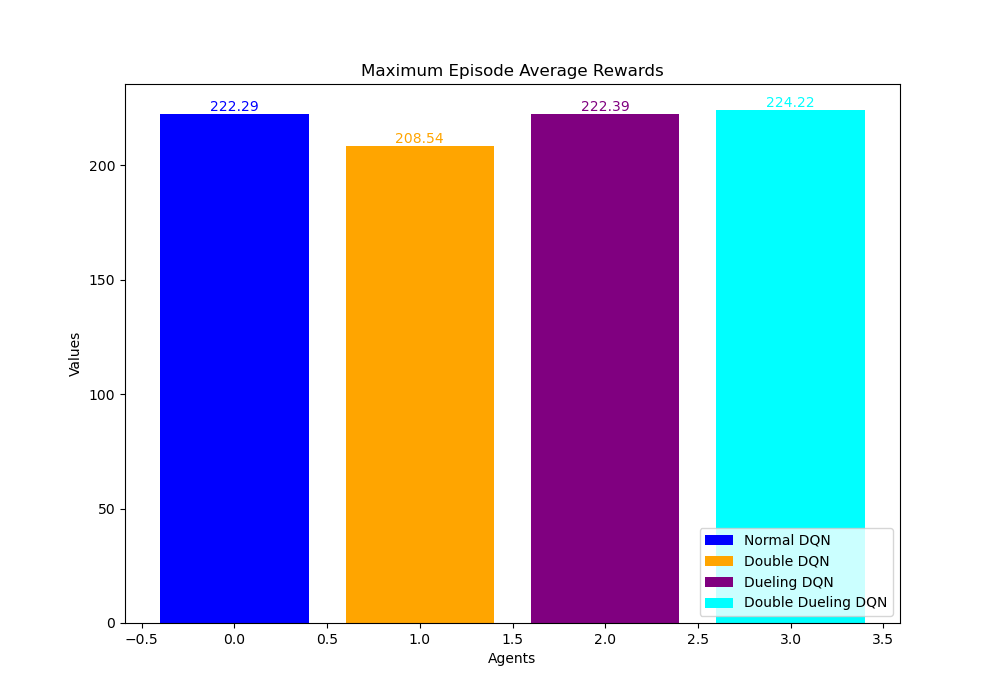 Maximum Episode Average Rewards
222.29
208.54
222.39
224.22
200
150
100
50
0
Values
Normal DQN
Double DQN
Dueling DQN
Double Dueling DQN
−0.5
0.0
0.5
1.0
1.5
2.0
2.5
3.0
3.5
Agents